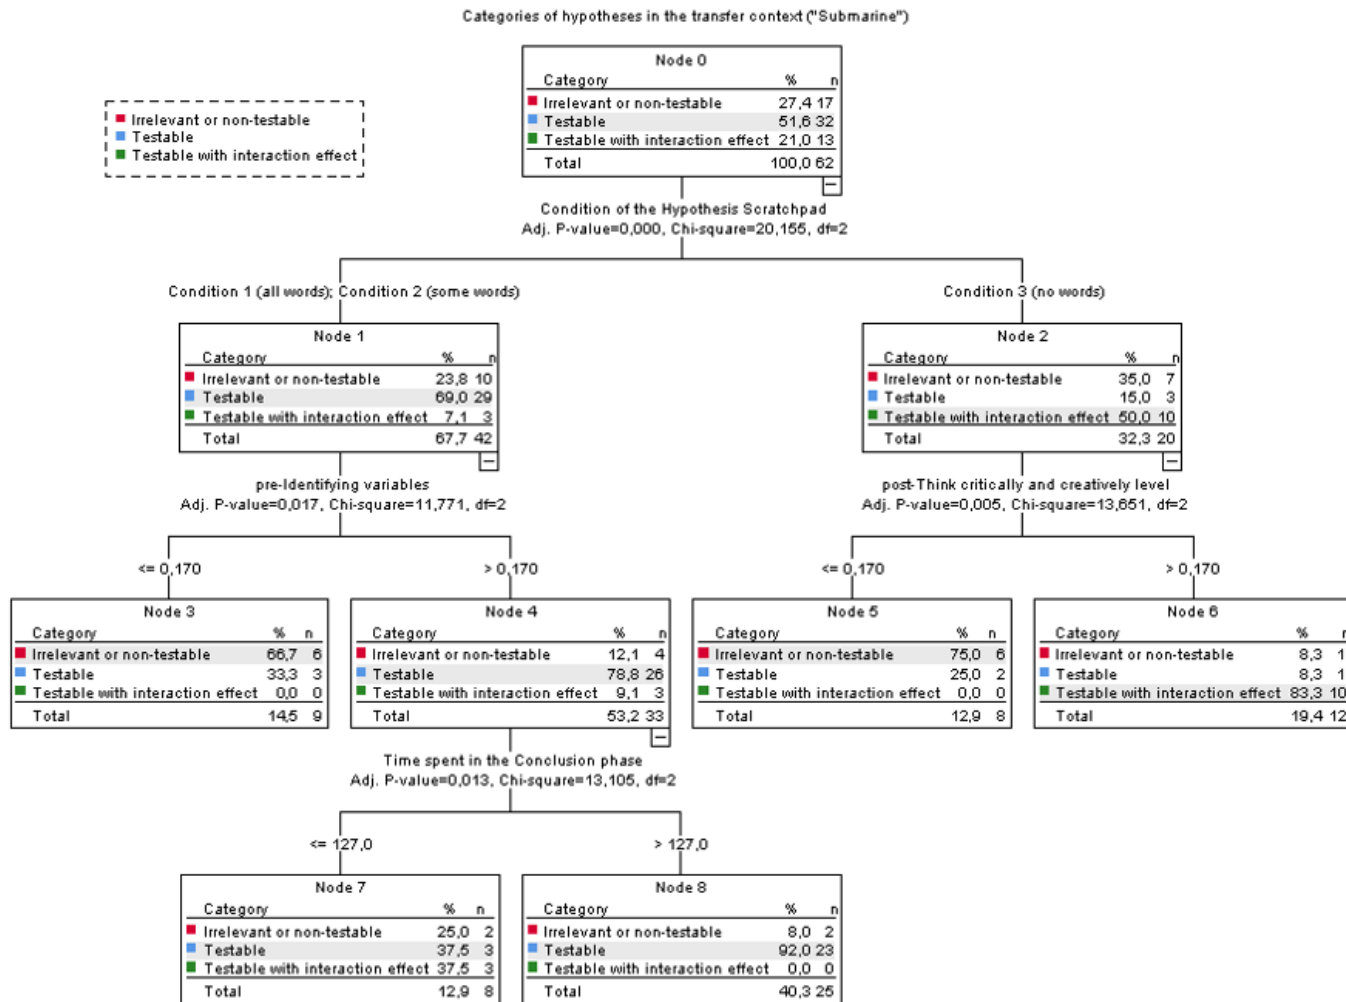 Categories of hypotheses in the transfer context ("Submarine")
Irrelevant or non-testable
Testable
Testable with interaction effect
Node 0
Category % n
Irrelevant or non-testable 27,4 17
Testable 51,6 32
Testable with interaction effect 21,0 13
Total 100,0 62
Condition of the Hypothesis Scratchpad
Adj. P-value=0,000, Chi-square=20,155, df=2
Condition 1 (all words); Condition 2 (some words)
Condition 3 (no words)
Node 1
Category % n
Irrelevant or non-testable 23,8 10
Testable 69,0 29
Testable with interaction effect 7,1 3
Total 67,7 42
Node 2
Category % n
Irrelevant or non-testable 35,0 7
Testable 15,0 3
Testable with interaction effect 50,0 10
Total 32,3 20
pre-Identifying variables
Adj. P-value=0,017, Chi-square=11,771, df=2
post-Think critically and creatively level
Adj. P-value=0,005, Chi-square=13,651, df=2
<= 0,170
> 0,170
<= 0,170
> 0,170
Node 3
Category % n
Irrelevant or non-testable 66,7 6
Testable 33,3 3
Testable with interaction effect 0,0 0
Total 14,5 9
Node 4
Category % n
Irrelevant or non-testable 12,1 4
Testable 78,8 26
Testable with interaction effect 9,1 3
Total 53,2 33
Node 5
Category % n
Irrelevant or non-testable 75,0 6
Testable 25,0 2
Testable with interaction effect 0,0 0
Total 12,9 8
Node 6
Category % n
Irrelevant or non-testable 8,3 1
Testable 8,3 1
Testable with interaction effect 83,3 10
Total 19,4 12
Time spent in the Conclusion phase
Adj. P-value=0,013, Chi-square=13,105, df=2
<= 127,0
> 127,0
Node 7
Category % n
Irrelevant or non-testable 25,0 2
Testable 37,5 3
Testable with interaction effect 37,5 3
Total 12,9 8
Node 8
Category % n
Irrelevant or non-testable 8,0 2
Testable 92,0 23
Testable with interaction effect 0,0 0
Total 40,3 25